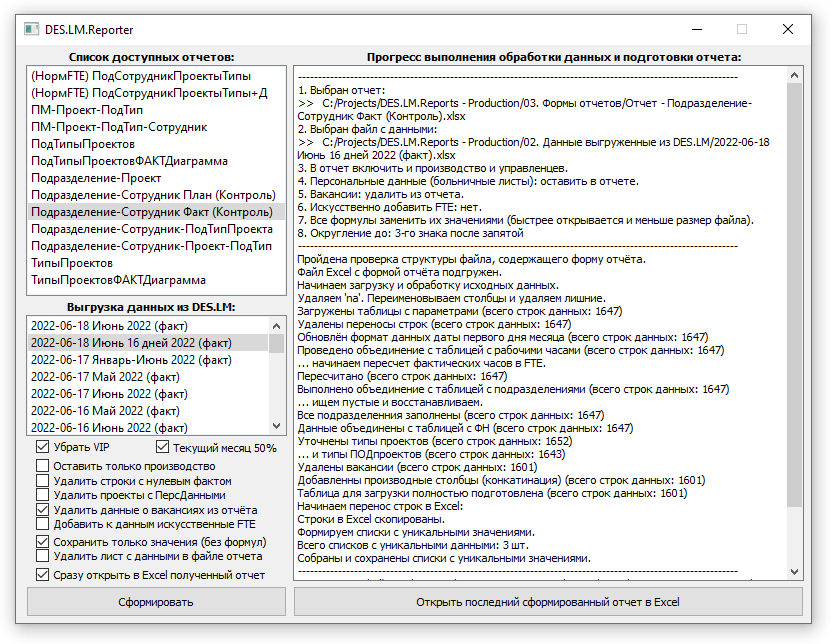 DES.LM.Reporter
Список доступных отчетов:
(НормFTE) ПодСотрудникПроектыТипы
(НормFTE) ПодСотрудникПроектыТипы+Д
ПМ-Проект-ПодТип
ПМ-Проект-ПодТип-Сотрудник
ПодТипыПроектов
ПодТипыПроектовФАКТДиаграмма
Подразделение-Проект
Подразделение-Сотрудник План (Контроль)
Подразделение-Сотрудник Факт (Контроль)
Подразделение-Сотрудник-ПодТипПроекта
Подразделение-Сотрудник-Проект-ПодТип
ТипыПроектов
ТипыПроектовФАКТДиаграмма
Выгрузка данных из DES.LM:
2022-06-18 Июнь 2022 (факт)
2022-06-18 Июнь 16 дней 2022 (факт)
2022-06-17 Январь-Июнь 2022 (факт)
2022-06-17 Май 2022 (факт)
2022-06-17 Июнь 2022 (факт)
2022-06-16 Май 2022 (факт)
2022-06-16 Июнь 2022 (факт)
Убрать VIP
Текущий месяц 50%
Оставить только производство
Удалить строки с нулевым фактом
Удалить проекты с ПерсДанными
Удалить данные о вакансиях из отчёта
Добавить к данным искусственные FTE
Сохранить только значения (без формул)
Удалить лист с данными в файле отчета
Сразу открыть в Excel полученный отчет
Сформировать
Прогресс выполнения обработки данных и подготовки отчета:
1. Выбран отчет:
>> C:/Projects/DES.LM.Reports - Production/03. Формы отчетов/Отчет - Подразделение-
Сотрудник Факт (Контроль).xlsx
2. Выбран файл с данными:
>> C:/Projects/DES.LM.Reports - Production/02. Данные выгруженные из DES.LM/2022-06-18
Июнь 16 дней 2022 (факт).xlsx
3. В отчет включить и производство и управленцев.
4. Персональные данные (больничные листы): оставить в отчете.
5. Вакансии: удалить из отчета.
6. Искусственно добавить FTE: нет.
7. Все формулы заменить их значениями (быстрее открывается и меньше размер файла).
8. Округление до: 3-го знака после запятой
Пройдена проверка структуры файла, содержащего форму отчёта.
Файл Excel с формой отчёта подгружен.
Начинаем загрузку и обработку исходных данных.
Удаляем 'na'. Переименовываем столбцы и удаляем лишние.
Загружены таблицы с параметрами (всего строк данных: 1647)
Удалены переносы строк (всего строк данных: 1647)
Обновлён формат данных даты первого дня месяца (всего строк данных: 1647)
Проведено объединение с таблицей с рабочими часами (всего строк данных: 1647)
... начинаем пересчет фактических часов в FTE.
Пересчитано (всего строк данных: 1647)
Выполнено объединение с таблицей с подразделениями (всего строк данных: 1647)
... ищем пустые и восстанавливаем.
Все подразделенния заполнены (всего строк данных: 1647)
Данные объединены с таблицей с ФН (всего строк данных: 1647)
Уточнены типы проектов (всего строк данных: 1652)
... и типы ПОДпроектов (всего строк данных: 1643)
Удалены вакансии (всего строк данных: 1601)
Добавленны производные столбцы (конкатинация) (всего строк данных: 1601)
Таблица для загрузки полностью подготовлена (всего строк данных: 1601)
Начинаем перенос строк в Excel:
Строки в Excel скопированы.
Формируем списки с уникальными значениями.
Всего списков с уникальными данными: 3 шт.
Собраны и сохранены списки с уникальными значениями.
Открыть последний сформированный отчет в Excel